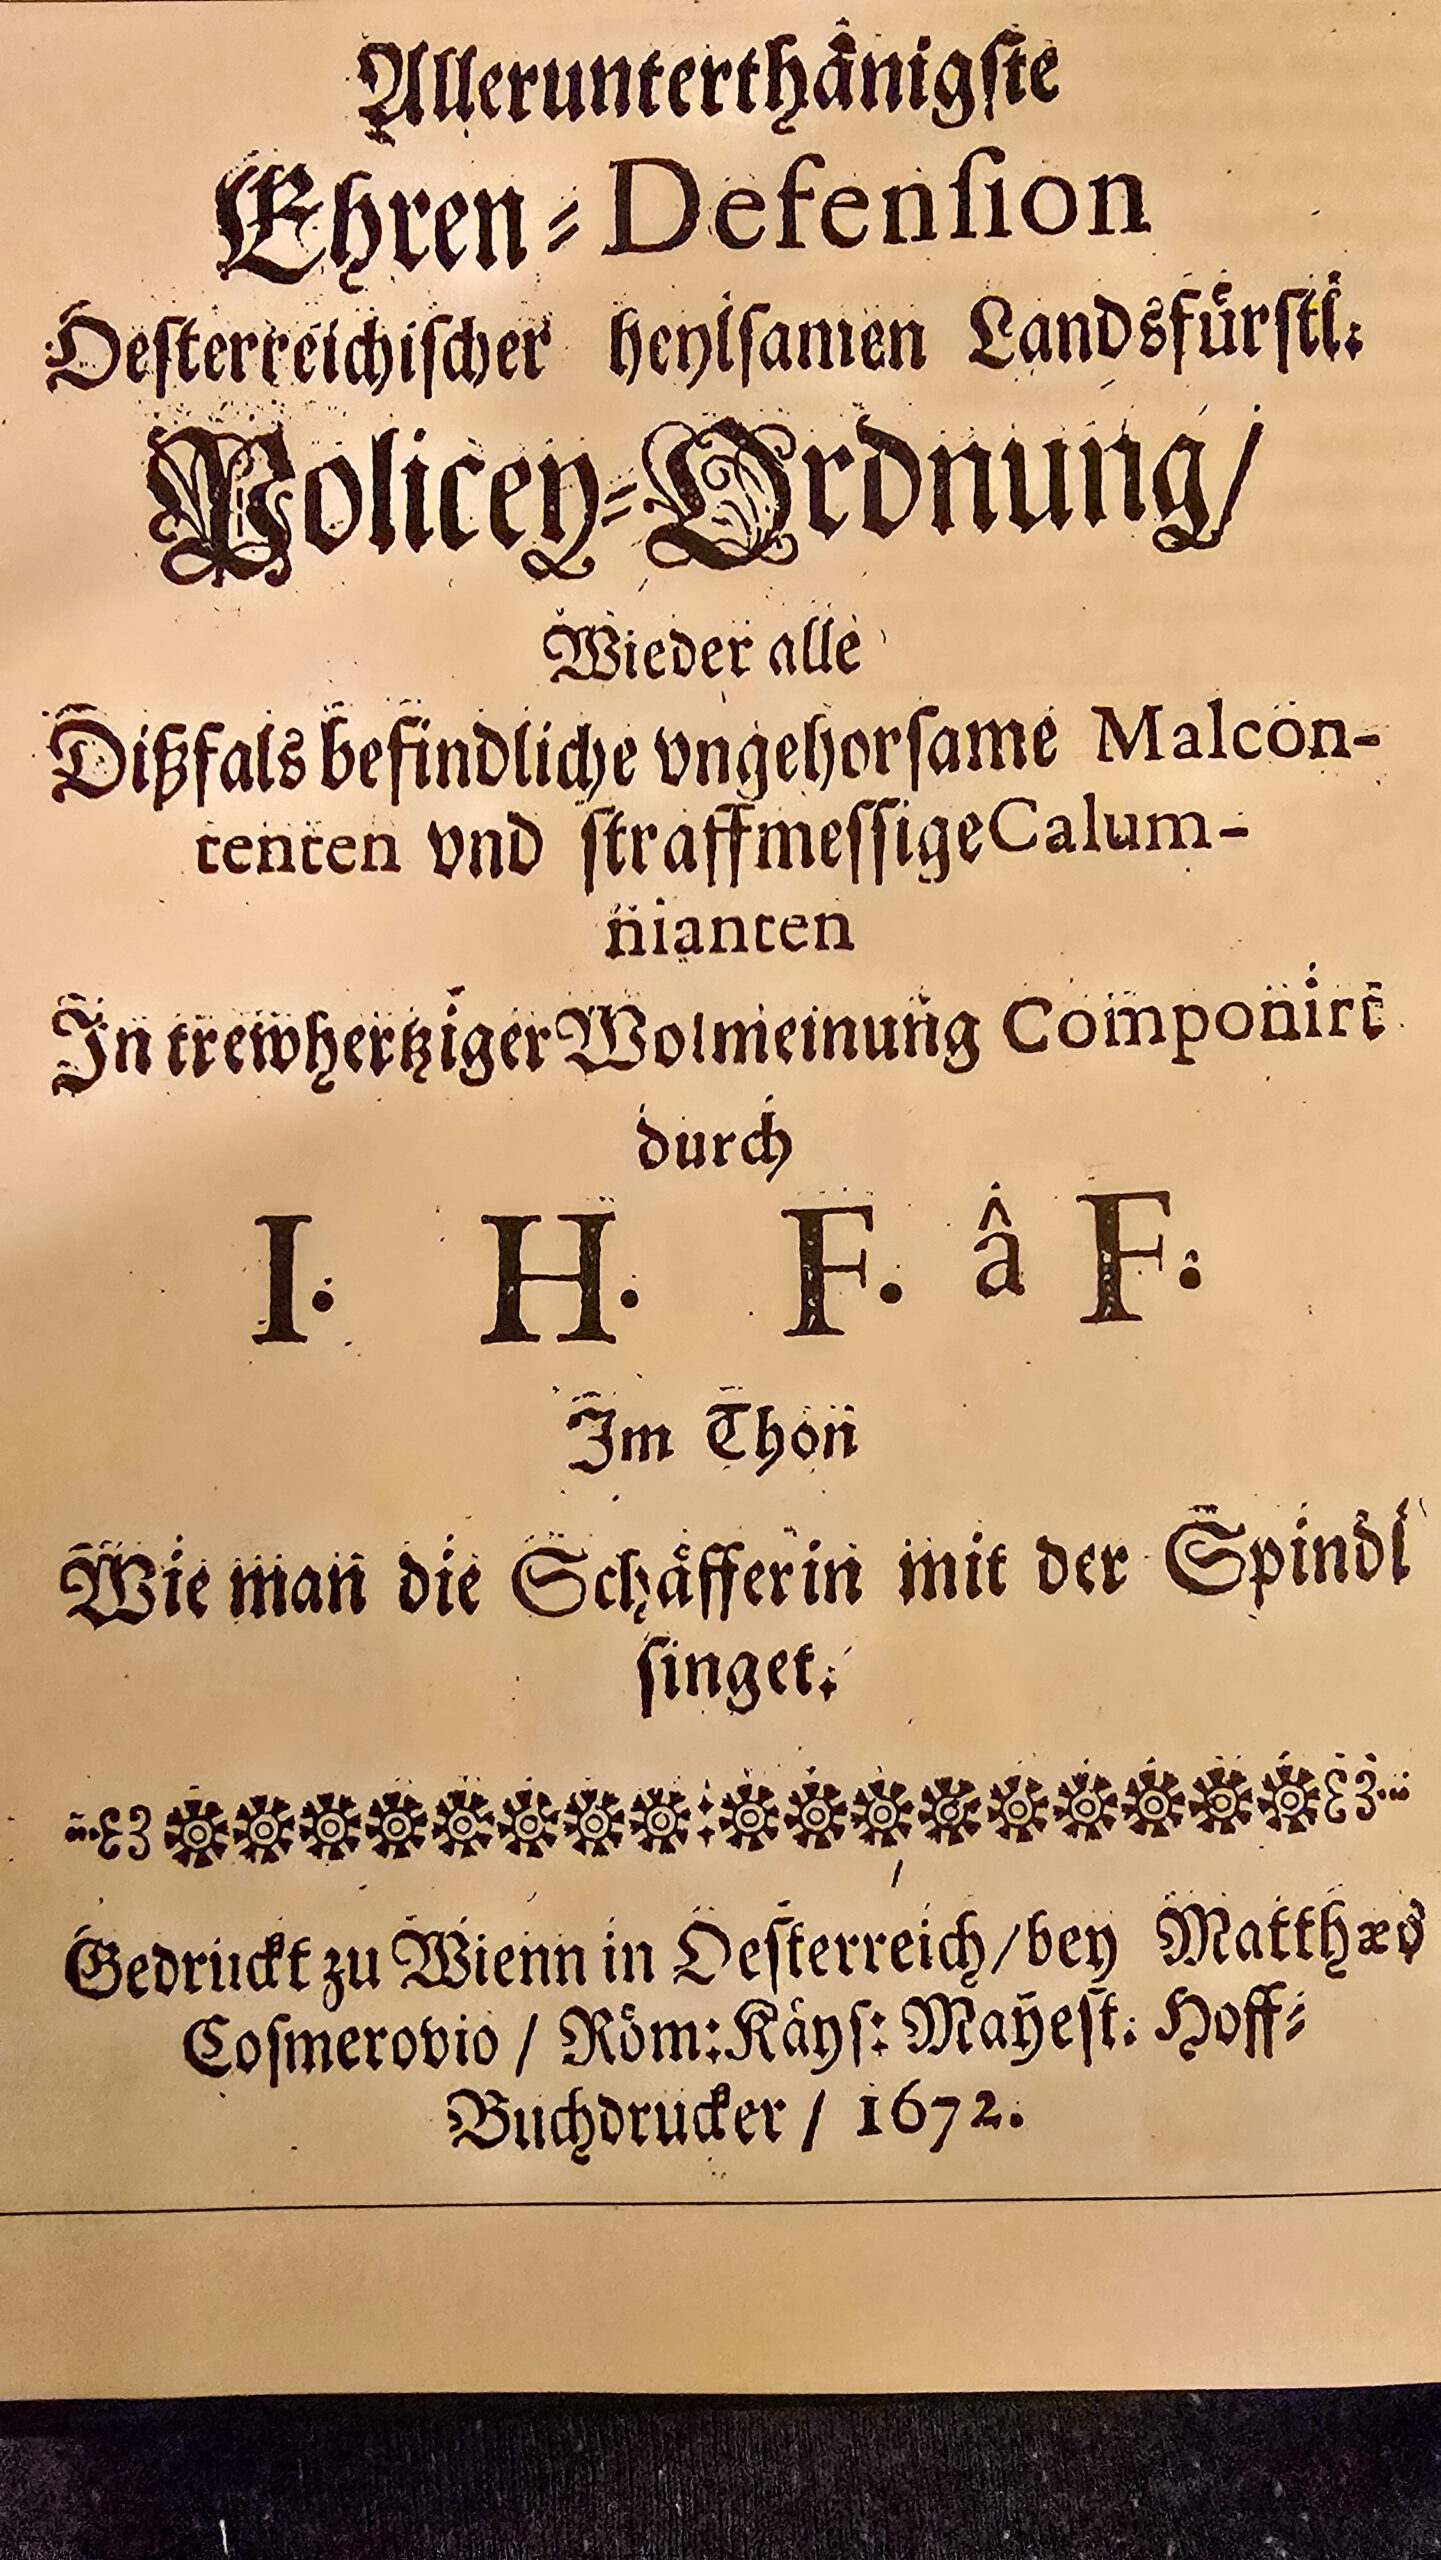 Allerunterthänigste
Ehren-Defenſion
Oeſterreichiſcher heylſamen Landsfürſtl:
Policey-Ordnung/
Wieder alle
Dißfals befindliche vngehorſame Malcon-
tenten vnd ſtraffmeſſige Calum-
nianten
In trewhertziger Wolmeinung Componirt
durch
I. H. F. â F.
Im Thon
Wie man die Schäfferin mit der Spindl
ſinget.
Gedruckt zu Wienn in Oeſterreich/bey Matthæo
Coſmerovio / Röm: Käyſ: Mayeſt. Hoff-
Buchdrucker / 1672.